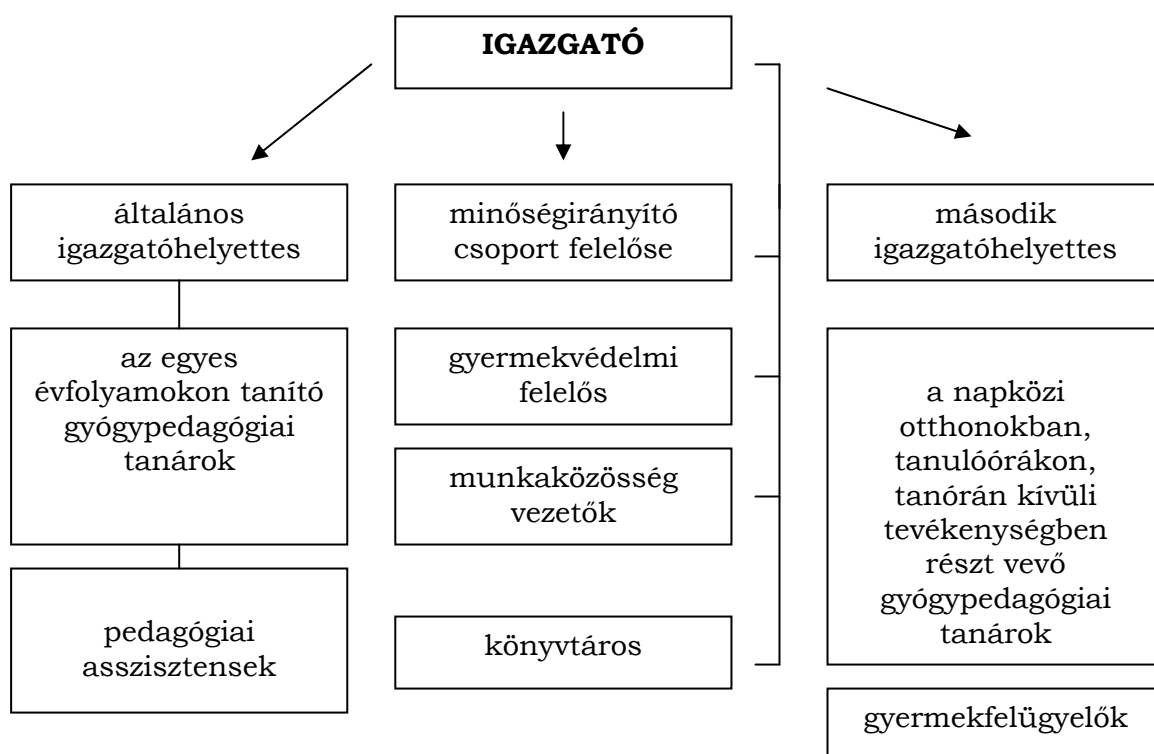 IGAZGATÓ
általános
igazgatóhelyettes
minőségirányító
csoport felelőse
második
igazgatóhelyettes
az egyes
évfolyamokon tanító
gyógypedagógiai
tanárok
gyermekvédelmi
felelős
munkaközösség
vezetők
a napközi
otthonokban,
tanulóórákon,
tanórán kívüli
tevékenységben
részt vevő
gyógypedagógiai
tanárok
pedagógiai
asszisztensek
könyvtáros
gyermekfelügyelők